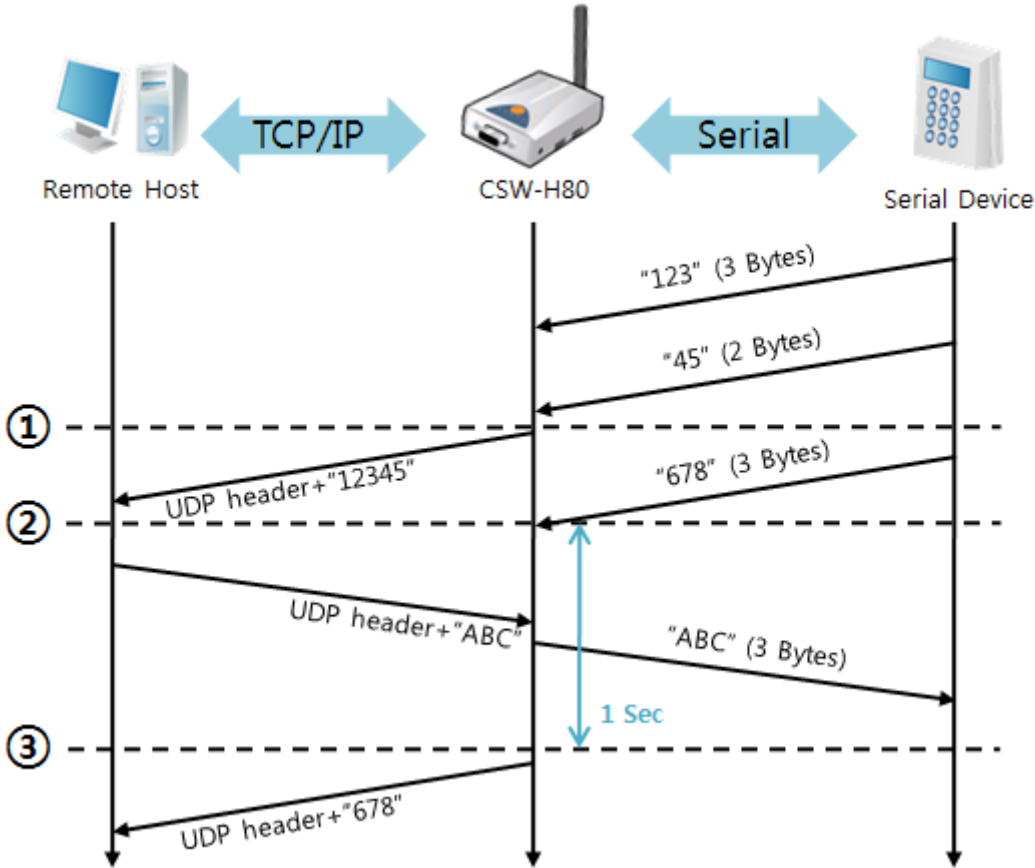 TCP/IP
Serial
Remote Host
CSW-H80
Serial Device
“123” (3 Bytes)
“45” (2 Bytes)
①
UDP header+“12345”
“678” (3 Bytes)
②
UDP header+“ABC”
“ABC” (3 Bytes)
1 Sec
③
UDP header+“678”